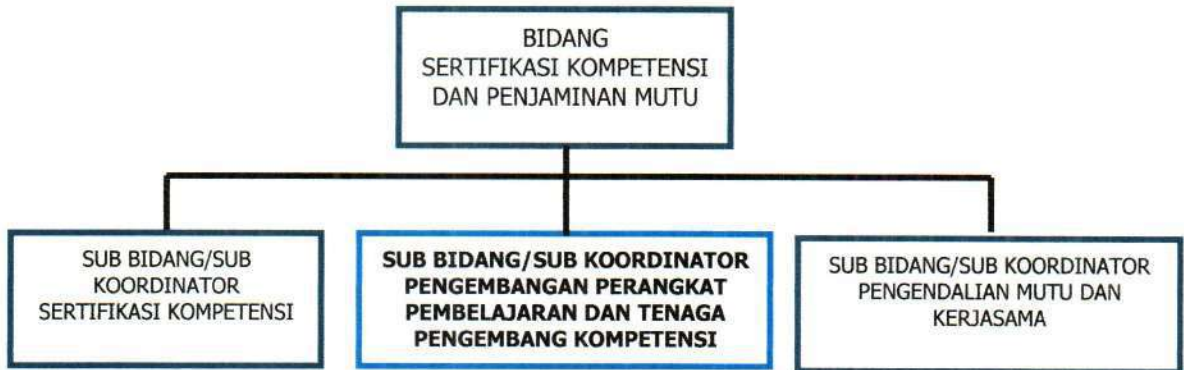 BIDANG
SERTIFIKASI KOMPETENSI
DAN PENJAMINAN MUTU
SUB BIDANG/SUB
KOORDINATOR
SERTIFIKASI KOMPETENSI
SUB BIDANG/SUB KOORDINATOR
PENGEMBANGAN PERANGKAT
PEMBELAJARAN DAN TENAGA
PENGEMBANG KOMPETENSI
SUB BIDANG/SUB KOORDINATOR
PENGENDALIAN MUTU DAN
KERJASAMA